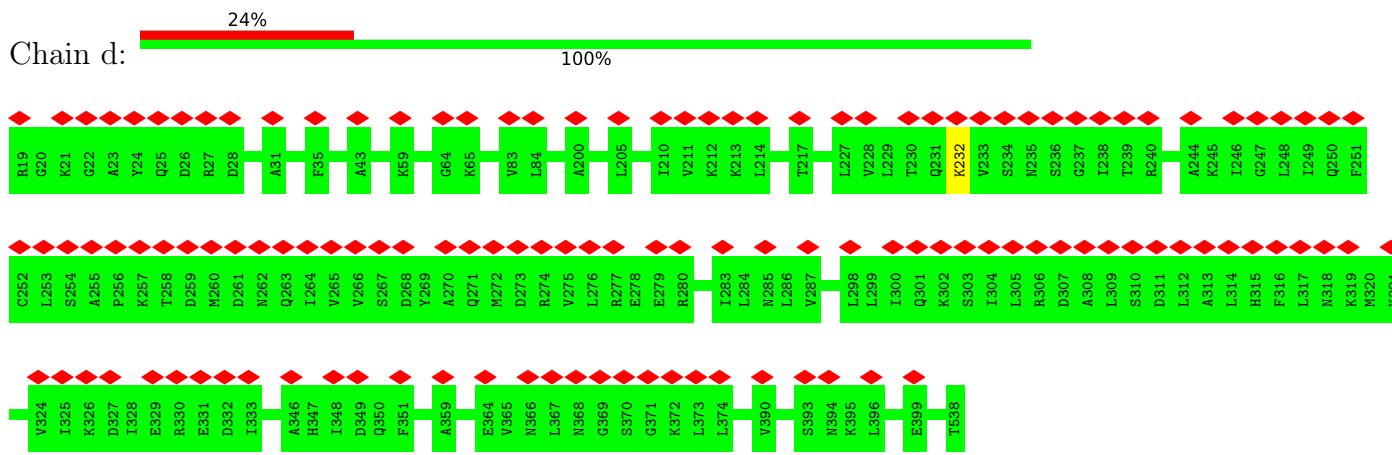 24%
Chain d:
100%
R19 G20 K21 G22 A23 Y24 Q25 D26 R27 D28 A31 F35 A43 K59 G64 K65 V83 L84 A200 L205 I210 V211 K212 K213 L214 T217 L227 V228 L229 T230 Q231 K232 V233 S234 N235 S236 G237 I238 T239 R240 A244 K245 I246 G247 L248 I249 Q250 F251
C252 L253 S254 A255 P256 K257 T258 D259 M260 D261 N262 Q263 I264 V265 V266 S267 D268 Y269 A270 Q271 M272 D273 R274 V275 L276 R277 E278 E279 R280 I283 L284 N285 L286 V287 L298 L299 I300 Q301 K302 S303 I304 L305 R306 D307 A308 L309 S310 D311 L312 A313 L314 H315 F316 L317 N318 K319 M320
V324 I325 K326 D327 I328 E329 R330 E331 D332 I333 A346 H347 I348 D349 Q350 F351 A359 E364 V365 N366 L367 N368 G369 S370 G371 K372 L373 L374 V390 S393 N394 K395 L396 E399 T538